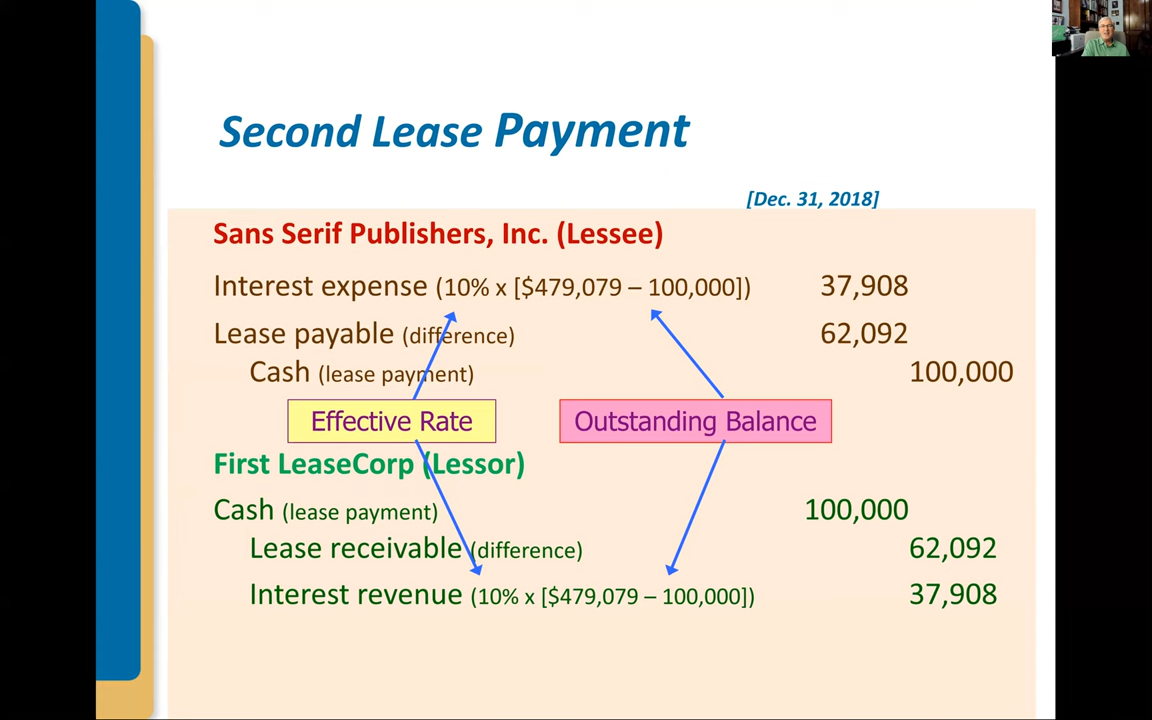 Second Lease Payment
[Dec. 31, 2018]
Sans Serif Publishers, Inc. (Lessee)
Interest expense (10% x [$479,079 – 100,000]) 37,908
Lease payable (difference) 62,092
Cash (lease payment) 100,000
Effective Rate Outstanding Balance
First LeaseCorp (Lessor)
Cash (lease payment) 100,000
Lease receivable (difference) 62,092
Interest revenue (10% x [$479,079 – 100,000]) 37,908